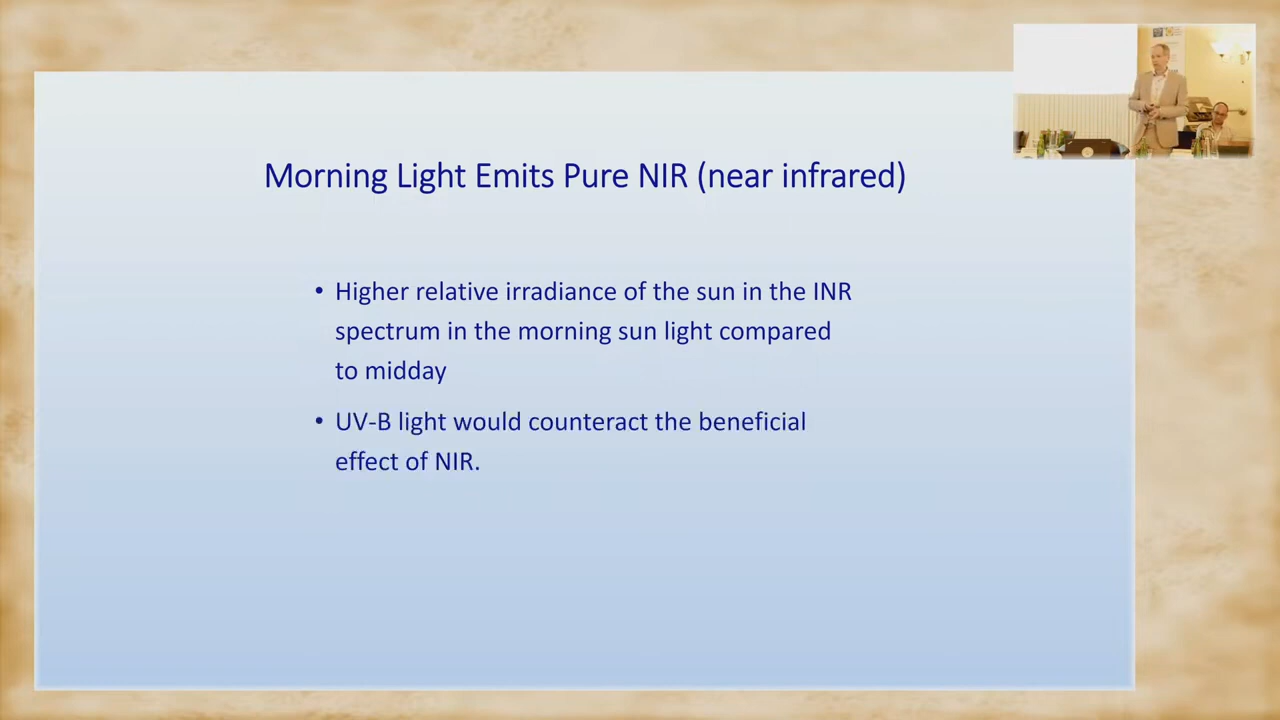 Morning Light Emits Pure NIR (near infrared)
• Higher relative irradiance of the sun in the INR
spectrum in the morning sun light compared
to midday
• UV-B light would counteract the beneficial
effect of NIR.